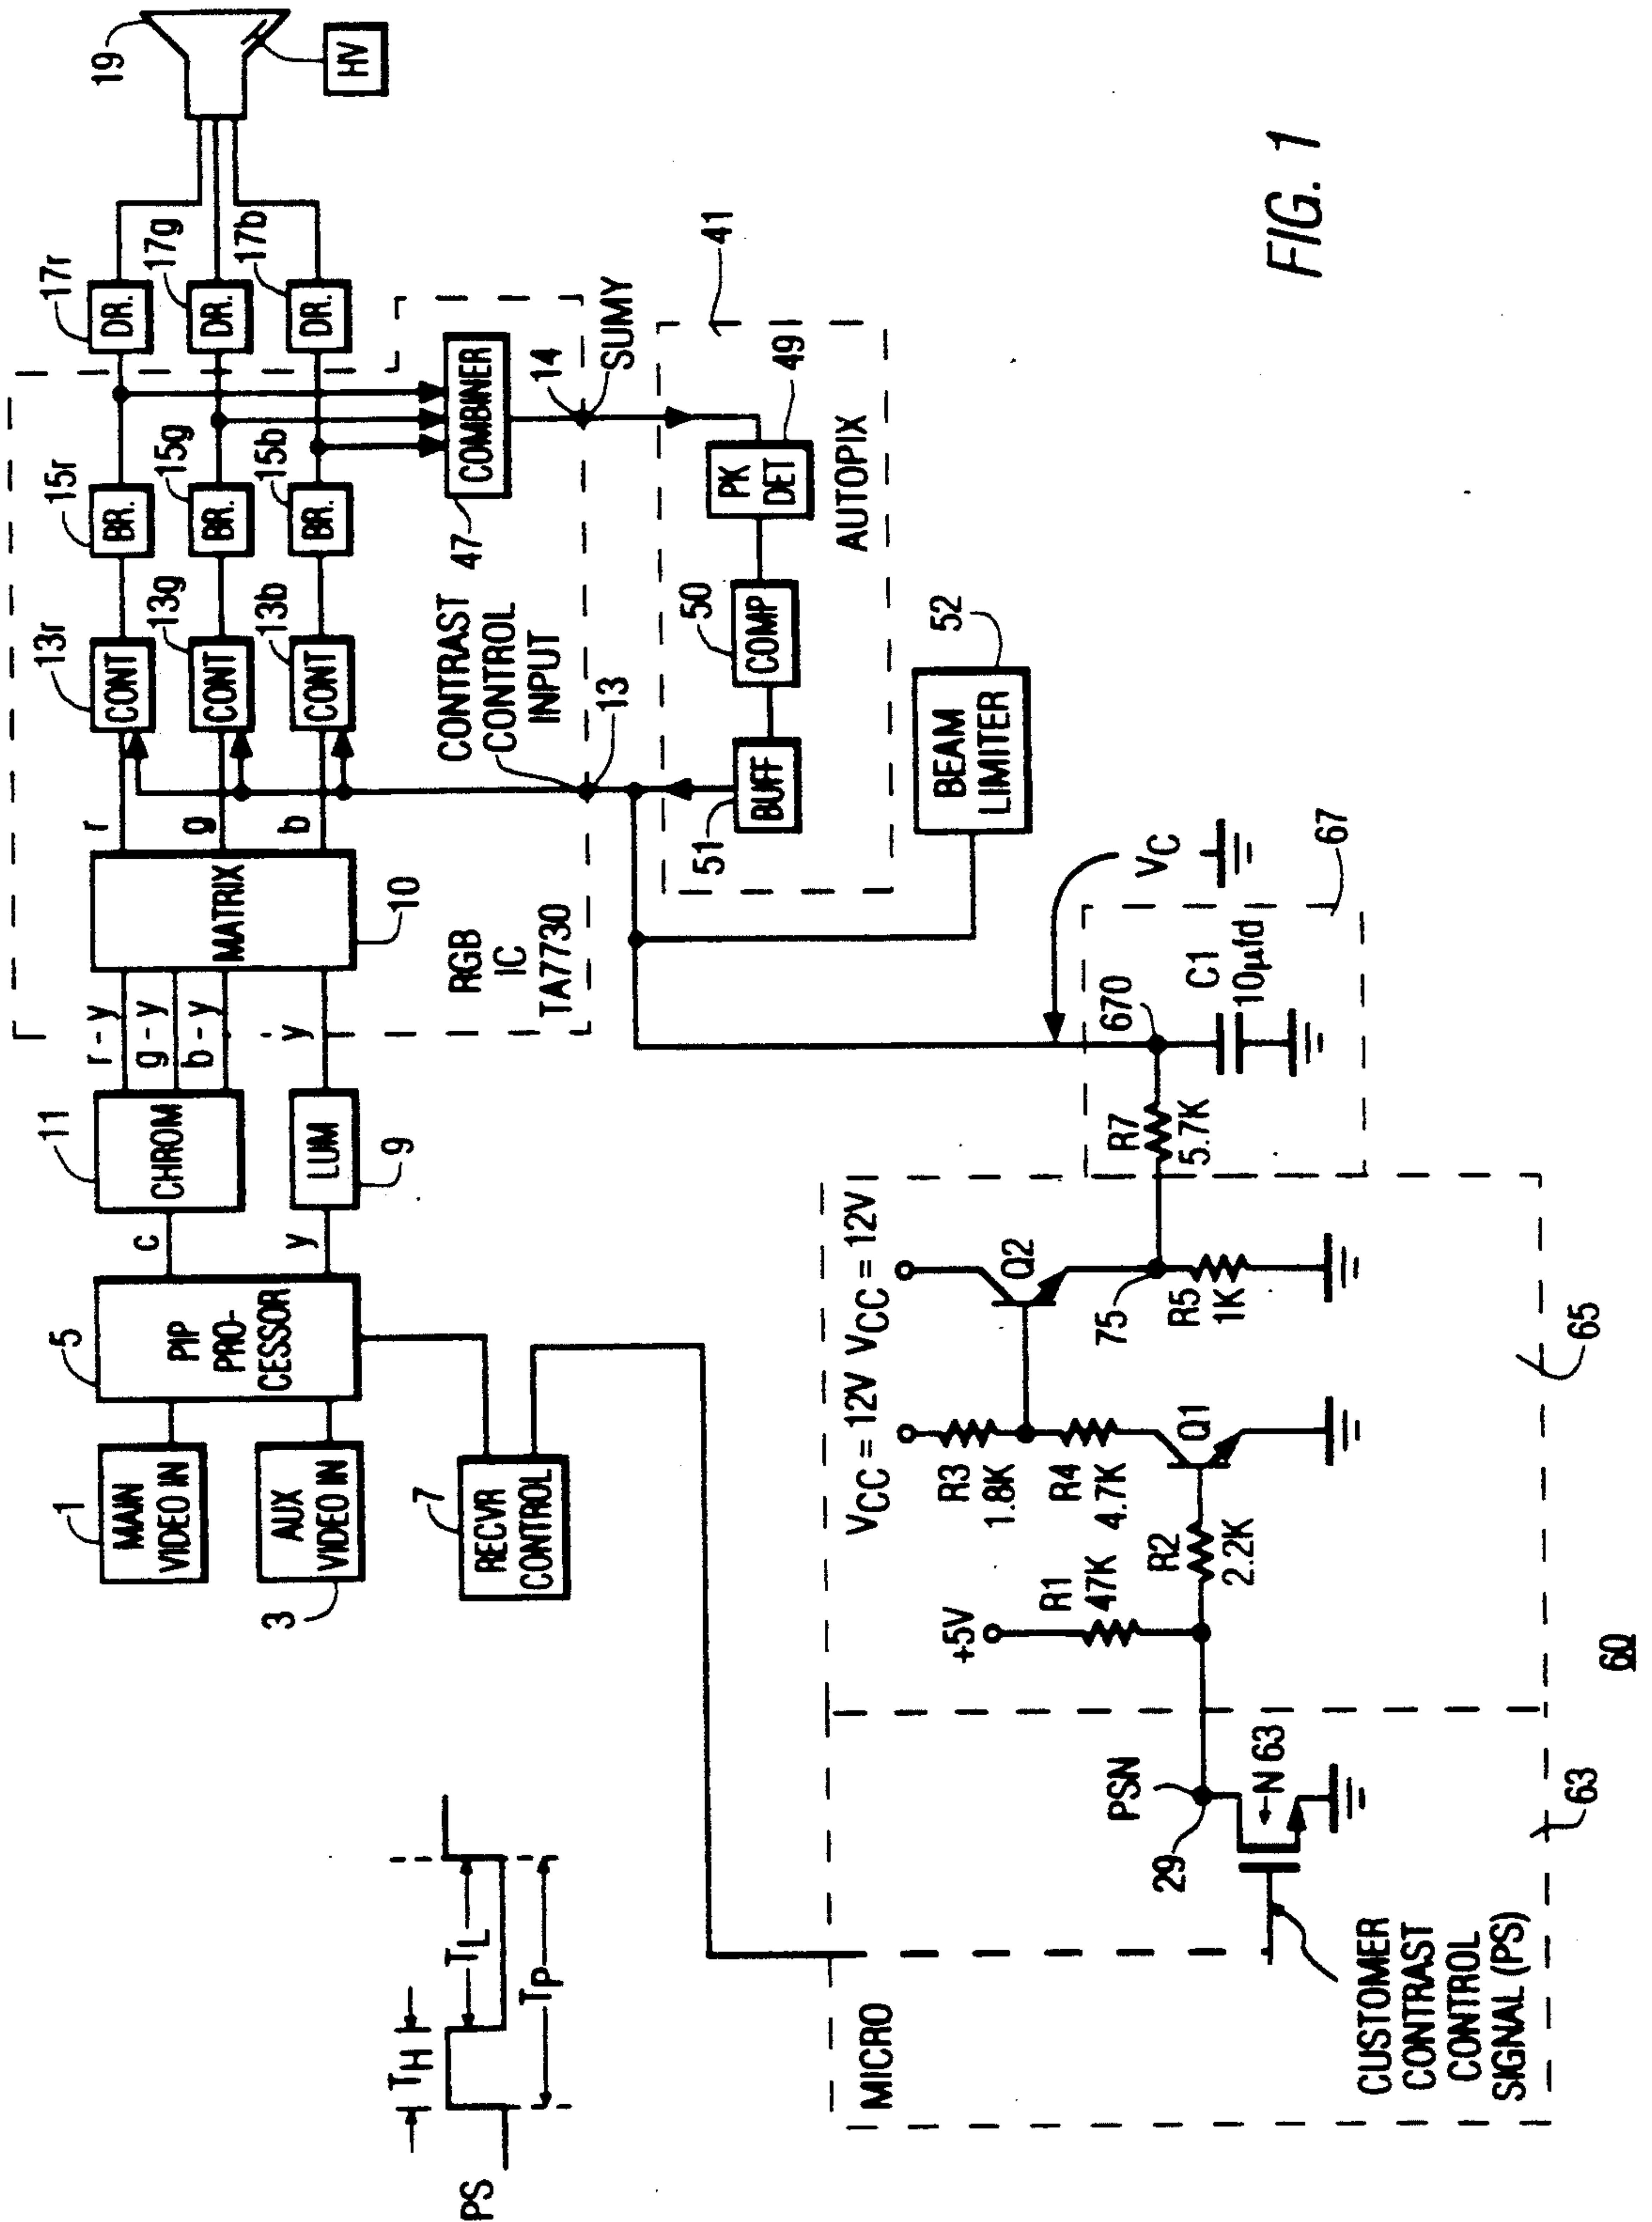 1
MAIN
VIDEO IN
AUX
VIDEO IN
3
5
PIP
PRO-
CESSOR
7
RECVR
CONTROL
c
y
11
CHROM
LUM
9
r - y
g - y
b - y
y
MATRIX
10
RGB
IC
TA7730
r
g
b
13r
CONT
13g
CONT
13b
CONT
CONTRAST
CONTROL
INPUT
13
15r
BR.
15g
BR.
15b
BR.
17r
DR.
17g
DR.
17b
DR.
19
HV
47
COMBINER
14
SUMY
41
PK
DET
49
50
COMP
51
BUFF
AUTOPIX
BEAM
LIMITER
52
PS
TH
TL
TP
MICRO
CUSTOMER
CONTRAST
CONTROL
SIGNAL (PS)
PSN
29
N 63
63
60
+5V
R1
47K
R2
2.2K
VCC = 12V
VCC = 12V
R3
1.8K
R4
4.7K
Q1
Q2
75
R5
1K
65
R7
5.7K
670
C1
10µfd
67
VC
FIG. 1